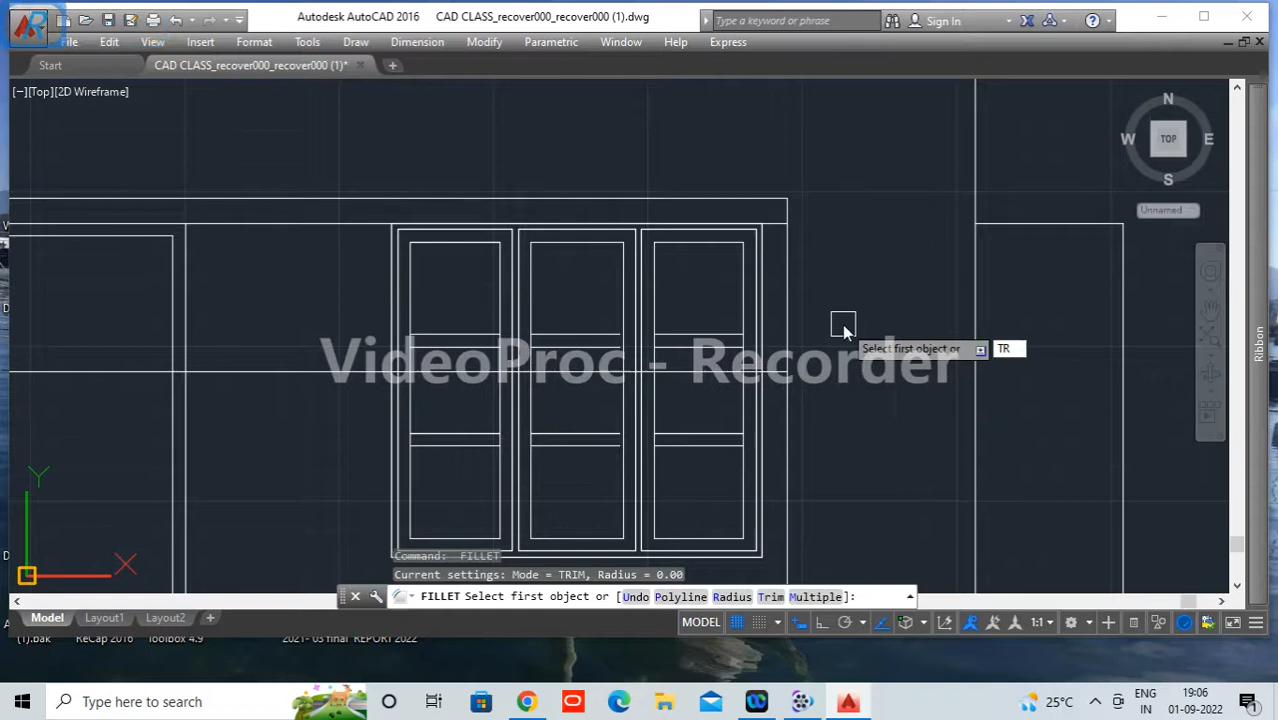 Autodesk AutoCAD 2016 CAD CLASS_recover000_recover000 (1).dwg Type a keyword or phrase Sign In
File Edit View Insert Format Tools Draw Dimension Modify Parametric Window Help Express
Start CAD CLASS_recover000_recover000 (1)*
[−][Top][2D Wireframe]
N
W TOP E
S
Unnamed
Ribbon
Select first object or TR
VideoProc - Recorder
Y
X
Command: FILLET
Current settings: Mode = TRIM, Radius = 0.00
FILLET Select first object or [Undo Polyline Radius Trim Multiple]:
Model Layout1 Layout2 + MODEL 1:1
(1).bak ReCap 2016 Toolbox 4.9 2021- 03 final REPORT 2022
Type here to search 25°C ENG 19:06
IN 01-09-2022 1